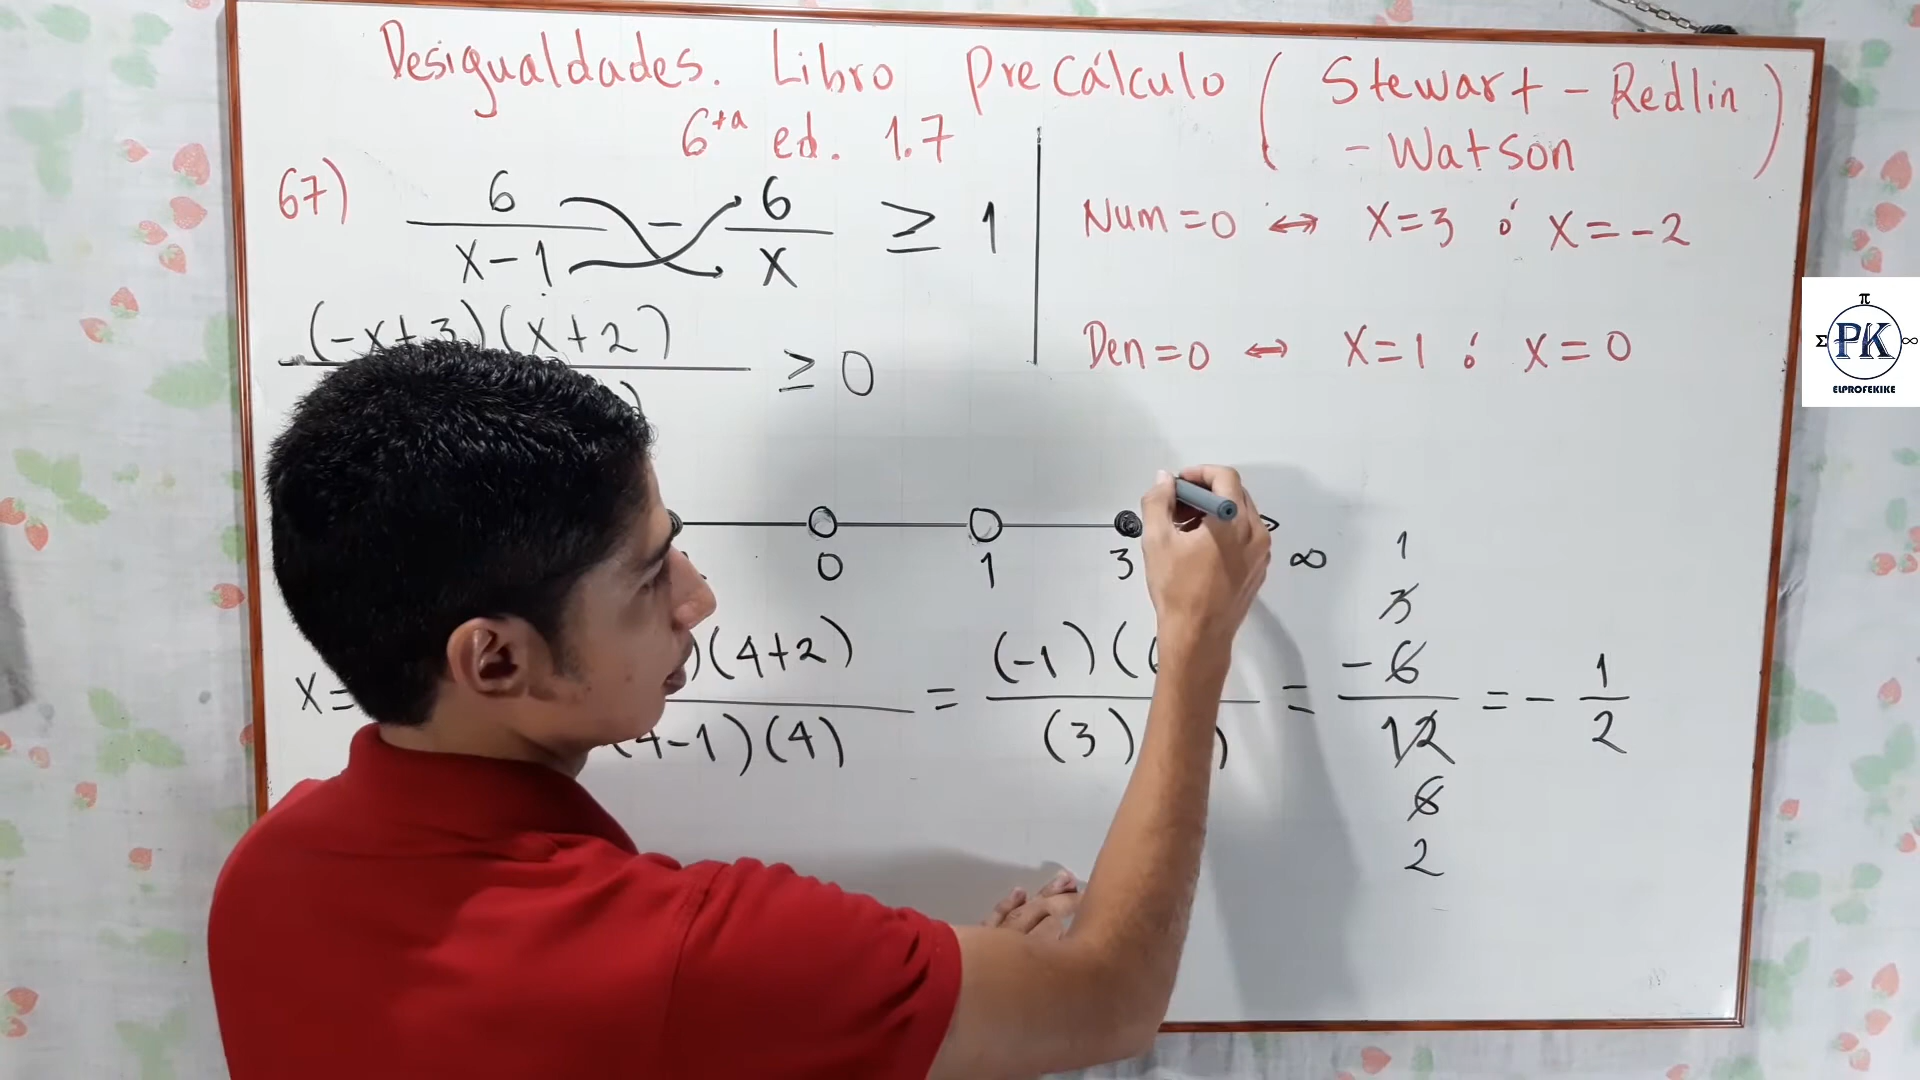 Desigualdades. Libro PreCálculo ( Stewart - Redlin
- Watson )
6ta ed. 1.7
67) 6/(x-1) - 6/x ≥ 1
(-x+3)(x+2) ≥ 0
Num = 0 ↔ x = 3 ó x = -2
Den = 0 ↔ x = 1 ó x = 0
0 1 3 ∞
x= (4+2) / (4-1)(4) = (-1)( / (3) = -6/12 = - 1/2
1
3
6
2
π
Σ PK ∞
ELPROFEKIKE